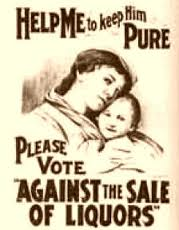 HELP ME to keep Him
PURE
PLEASE
VOTE
"AGAINST THE SALE
OF LIQUORS"